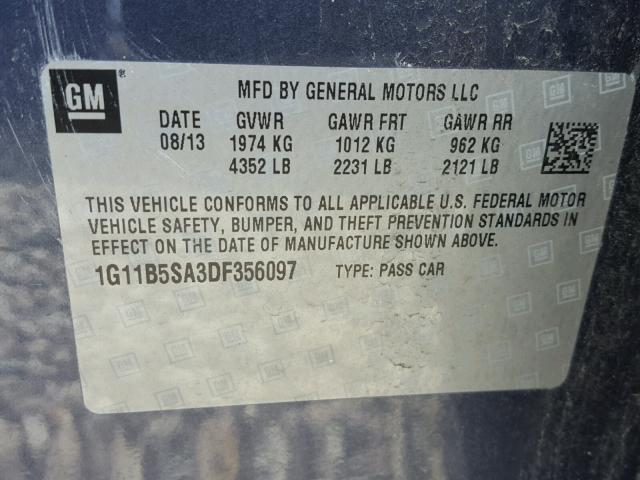 GM
MFD BY GENERAL MOTORS LLC
DATE GVWR GAWR FRT GAWR RR
08/13 1974 KG 1012 KG 962 KG
4352 LB 2231 LB 2121 LB
THIS VEHICLE CONFORMS TO ALL APPLICABLE U.S. FEDERAL MOTOR
VEHICLE SAFETY, BUMPER, AND THEFT PREVENTION STANDARDS IN
EFFECT ON THE DATE OF MANUFACTURE SHOWN ABOVE.
1G11B5SA3DF356097 TYPE: PASS CAR